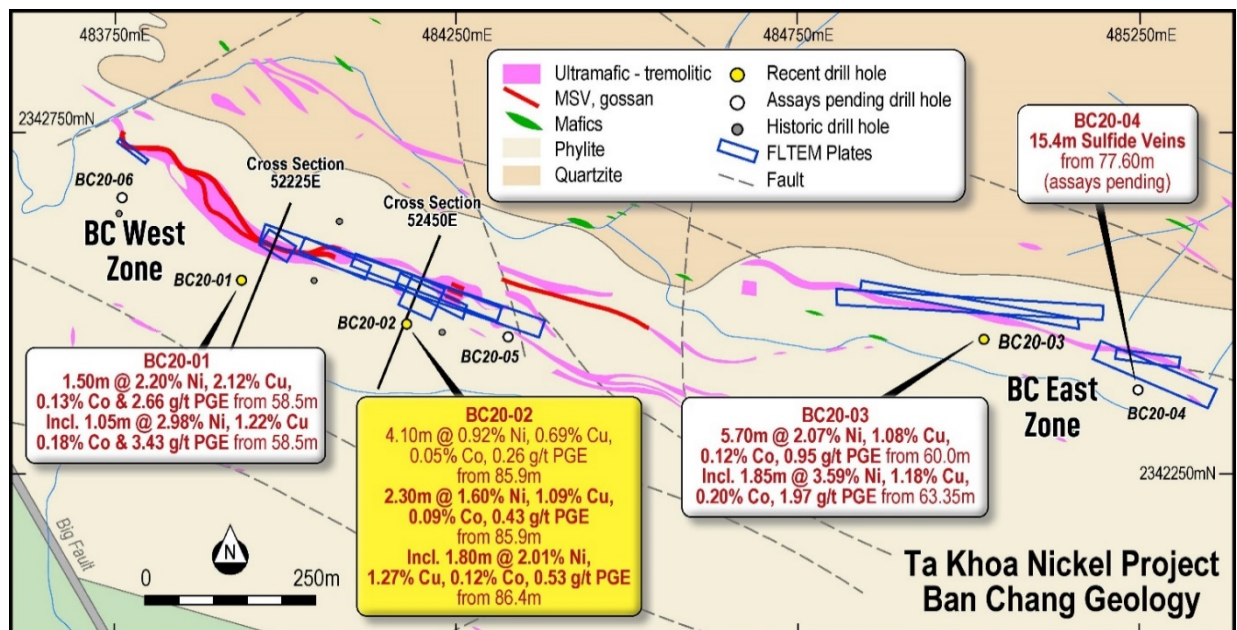 483750mE
484250mE
484750mE
485250mE
Ultramafic - tremolitic
MSV, gossan
Mafics
Phylite
Quartzite
Recent drill hole
Assays pending drill hole
Historic drill hole
FLTEM Plates
Fault
2342750mN
BC20-04
15.4m Sulfide Veins
from 77.60m
(assays pending)
Cross Section
52225E
BC20-06
Cross Section
52450E
BC West
Zone
BC20-01
BC20-02
BC20-05
BC20-03
BC East
Zone
BC20-04
BC20-01
1.50m @ 2.20% Ni, 2.12% Cu,
0.13% Co & 2.66 g/t PGE from 58.5m
Incl. 1.05m @ 2.98% Ni, 1.22% Cu
0.18% Co & 3.43 g/t PGE from 58.5m
BC20-02
4.10m @ 0.92% Ni, 0.69% Cu,
0.05% Co, 0.26 g/t PGE
from 85.9m
2.30m @ 1.60% Ni, 1.09% Cu,
0.09% Co, 0.43 g/t PGE
from 85.9m
Incl. 1.80m @ 2.01% Ni,
1.27% Cu, 0.12% Co, 0.53 g/t PGE
from 86.4m
BC20-03
5.70m @ 2.07% Ni, 1.08% Cu,
0.12% Co, 0.95 g/t PGE from 60.0m
Incl. 1.85m @ 3.59% Ni, 1.18% Cu,
0.20% Co, 1.97 g/t PGE from 63.35m
2342250mN
Big Fault
N
0 250m
Ta Khoa Nickel Project
Ban Chang Geology